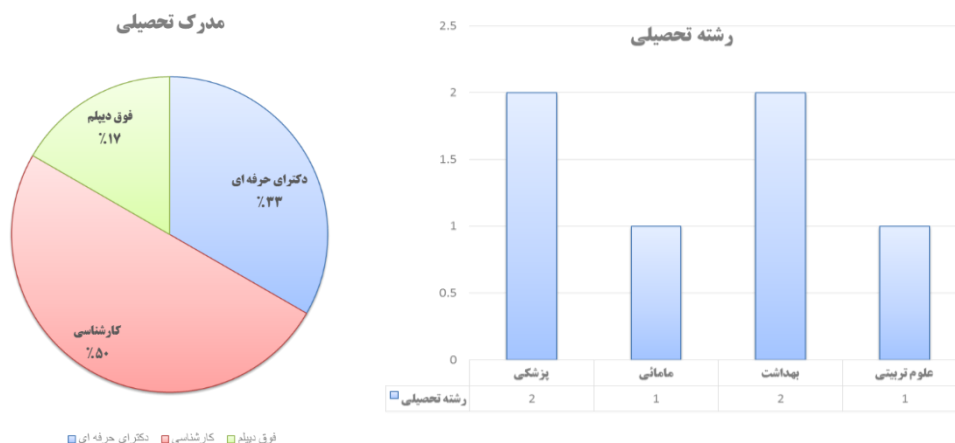 مدرک تحصیلی
فوق دیپلم
٪۱۷
دکترای حرفه ای
٪۳۳
کارشناسی
٪۵۰
دکترای حرفه ای کارشناسی فوق دیپلم
رشته تحصیلی
2.5
2
1.5
1
0.5
0
پزشکی مامائی بهداشت علوم تربیتی
رشته تحصیلی 2 1 2 1